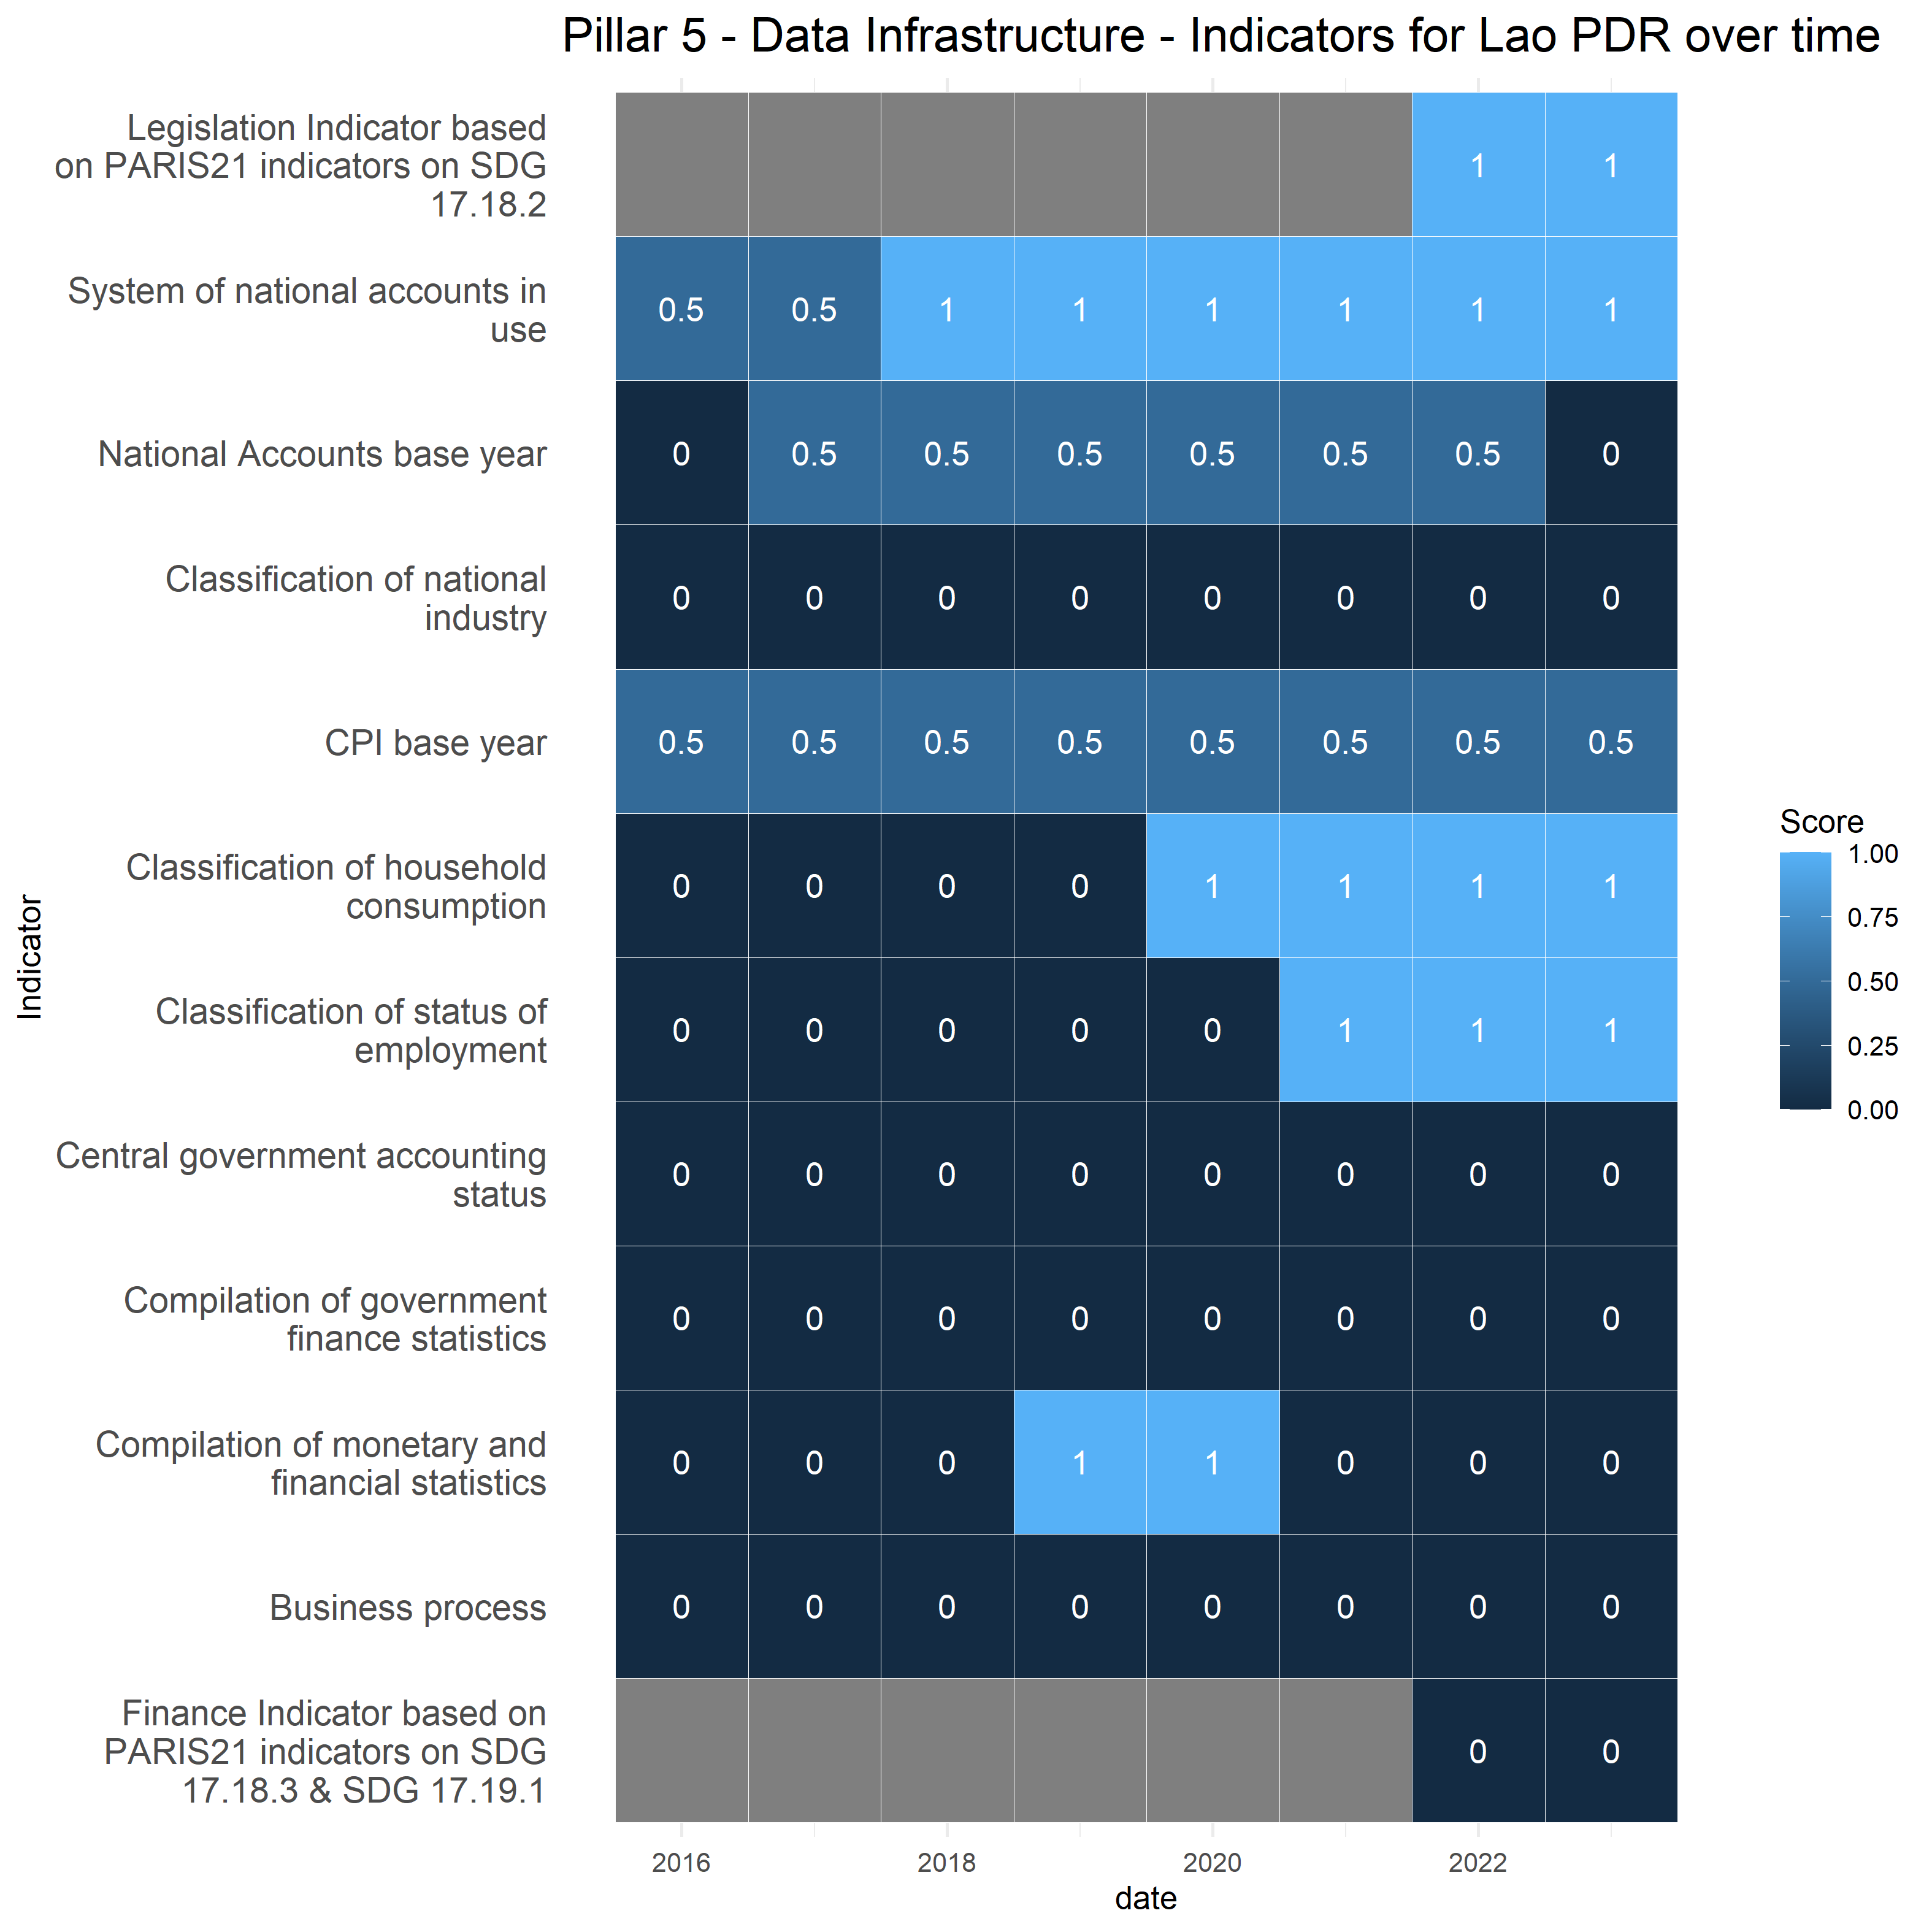 Pillar 5 - Data Infrastructure - Indicators for Lao PDR over time
Legislation Indicator based
on PARIS21 indicators on SDG
17.18.2
1 1
System of national accounts in
use
0.5 0.5 1 1 1 1 1 1
National Accounts base year
0 0.5 0.5 0.5 0.5 0.5 0.5 0
Classification of national
industry
0 0 0 0 0 0 0 0
CPI base year
0.5 0.5 0.5 0.5 0.5 0.5 0.5 0.5
Classification of household
consumption
0 0 0 0 1 1 1 1
Classification of status of
employment
0 0 0 0 0 1 1 1
Central government accounting
status
0 0 0 0 0 0 0 0
Compilation of government
finance statistics
0 0 0 0 0 0 0 0
Compilation of monetary and
financial statistics
0 0 0 1 1 0 0 0
Business process
0 0 0 0 0 0 0 0
Finance Indicator based on
PARIS21 indicators on SDG
17.18.3 & SDG 17.19.1
0 0
2016 2018 2020 2022
date
Indicator
Score
1.00
0.75
0.50
0.25
0.00